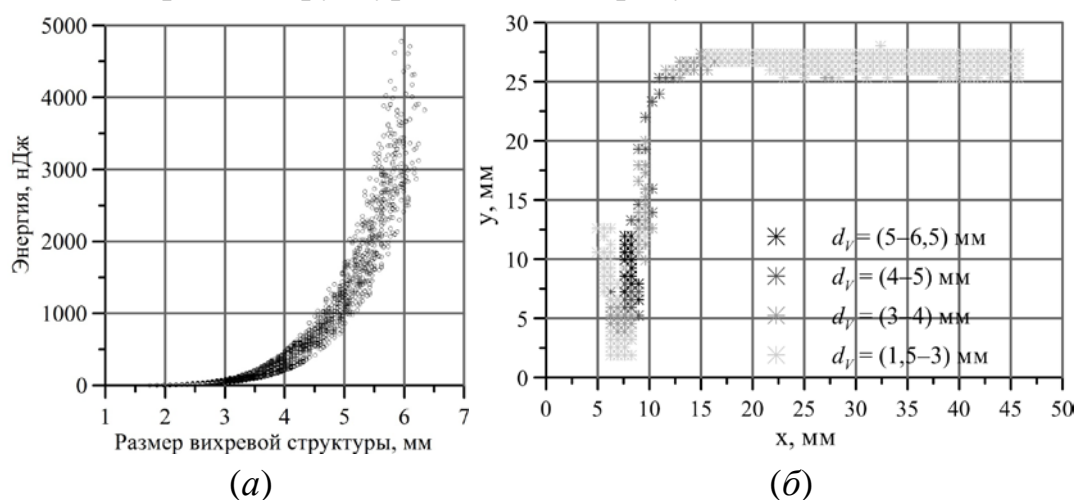 5000
4000
3000
2000
1000
0
Энергия, нДж
1 2 3 4 5 6 7
Размер вихревой структуры, мм
(а)
30
25
20
15
10
5
0
y, мм
d_V = (5–6,5) мм
d_V = (4–5) мм
d_V = (3–4) мм
d_V = (1,5–3) мм
0 5 10 15 20 25 30 35 40 45 50
x, мм
(б)